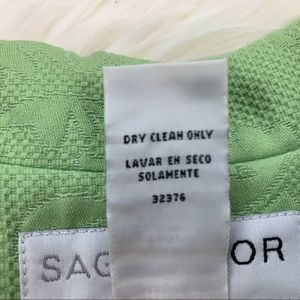 DRY CLEAN ONLY
LAVAR EN SECO
SOLAMENTE
32376